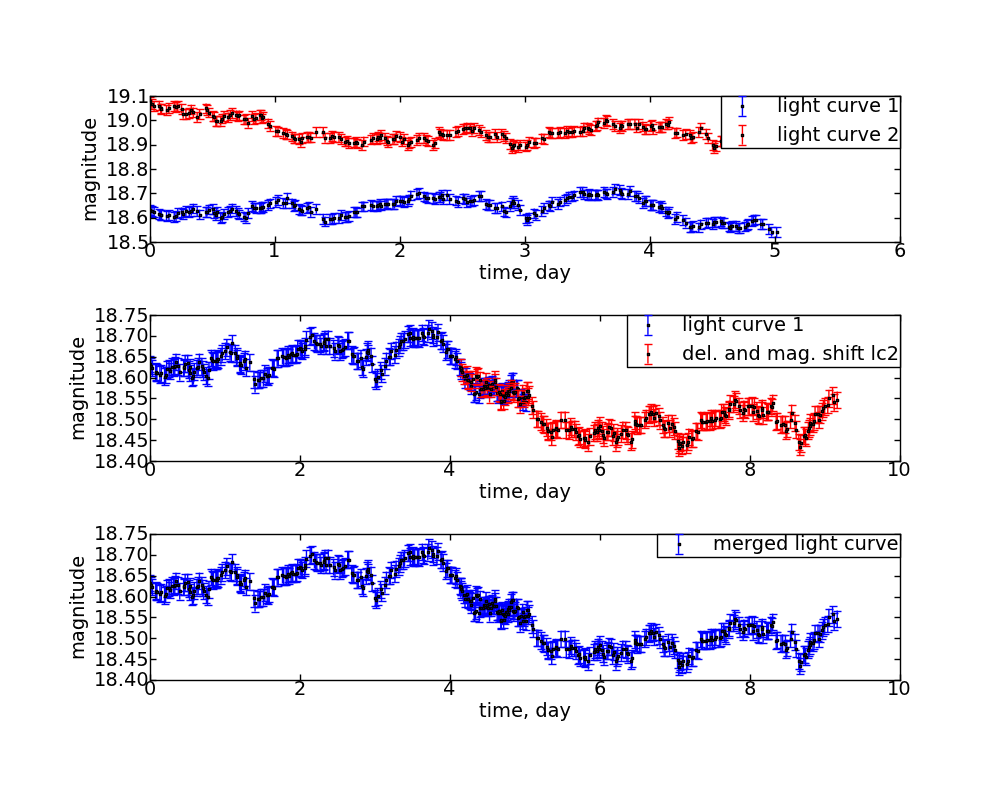 19.1
19.0
18.9
18.8
18.7
18.6
18.5
magnitude
light curve 1
light curve 2
0 1 2 3 4 5 6
time, day
18.75
18.70
18.65
18.60
18.55
18.50
18.45
18.40
magnitude
light curve 1
del. and mag. shift lc2
0 2 4 6 8 10
time, day
18.75
18.70
18.65
18.60
18.55
18.50
18.45
18.40
magnitude
merged light curve
0 2 4 6 8 10
time, day